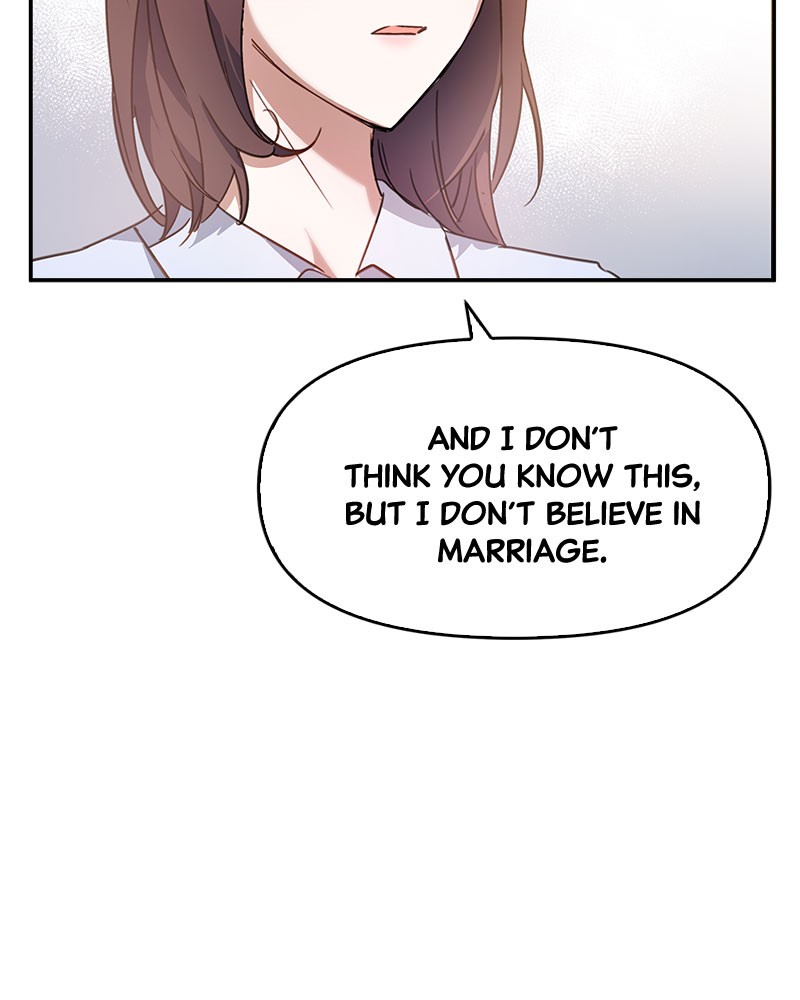 AND I DON'T
THINK YOU KNOW THIS,
BUT I DON'T BELIEVE IN
MARRIAGE.